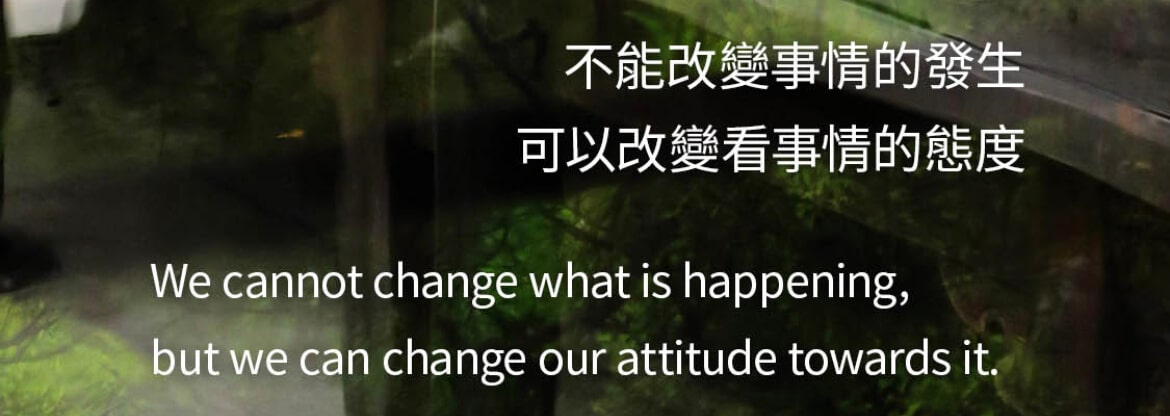 不能改變事情的發生
可以改變看事情的態度
We cannot change what is happening,
but we can change our attitude towards it.